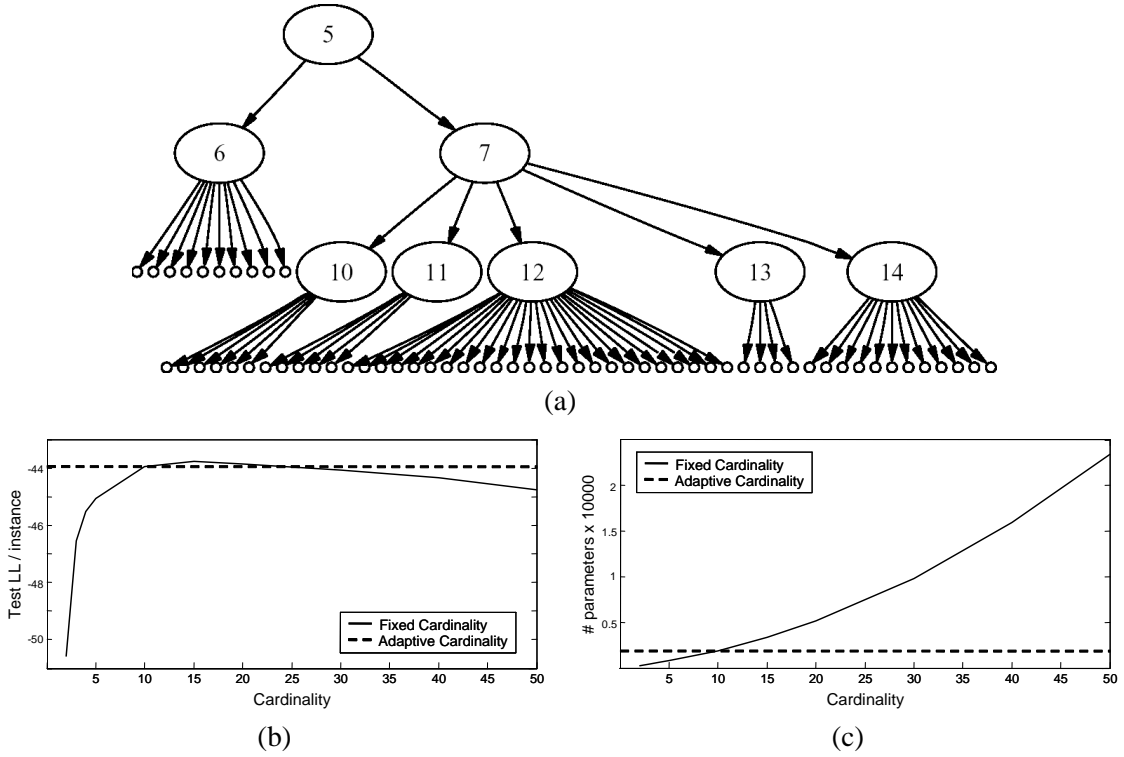 5
6
7
10
11
12
13
14
(a)
-44
-46
-48
-50
Test LL / instance
Fixed Cardinality
Adaptive Cardinality
5 10 15 20 25 30 35 40 45 50
Cardinality
(b)
2
1.5
1
0.5
# parameters x 10000
Fixed Cardinality
Adaptive Cardinality
5 10 15 20 25 30 35 40 45 50
Cardinality
(c)